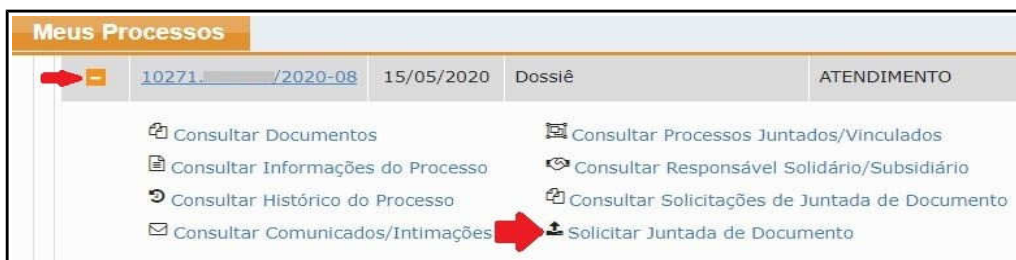 Meus Processos
10271. /2020-08 15/05/2020 Dossiê ATENDIMENTO
Consultar Documentos Consultar Processos Juntados/Vinculados
Consultar Informações do Processo Consultar Responsável Solidário/Subsidiário
Consultar Histórico do Processo Consultar Solicitações de Juntada de Documento
Consultar Comunicados/Intimações Solicitar Juntada de Documento